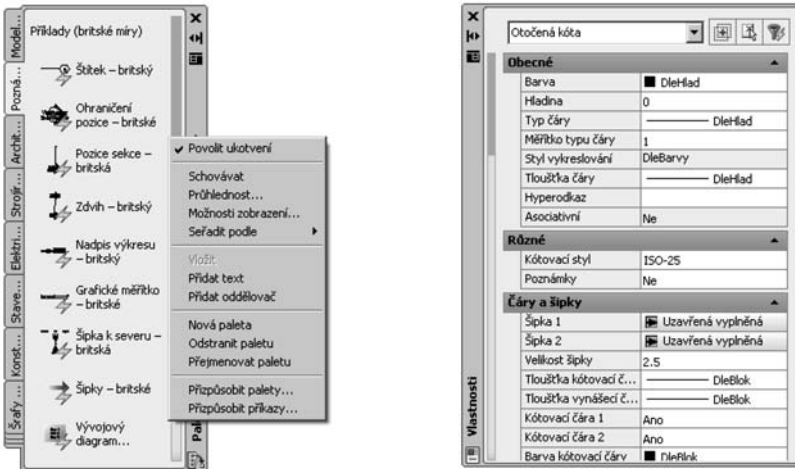 Model...
Pozná...
Archit...
Strojír...
Elektri...
Stave...
Konst...
Šrafy ...
Příklady (britské míry)
Štítek – britský
Ohraničení
pozice – britské
Pozice sekce –
britská
Zdvih – britský
Nadpis výkresu
– britský
Grafické měřítko
– britské
Šipka k severu –
britská
Šipky – britské
Vývojový
diagram...
Povolit ukotvení
Schovávat
Průhlednost...
Možnosti zobrazení...
Seřadit podle
Vložit
Přidat text
Přidat oddělovač
Nová paleta
Odstranit paletu
Přejmenovat paletu
Přizpůsobit palety...
Přizpůsobit příkazy...
Vlastnosti
Otočená kóta
Obecné
Barva DleHlad
Hladina 0
Typ čáry DleHlad
Měřítko typu čáry 1
Styl vykreslování DleBarvy
Tloušťka čáry DleHlad
Hyperodkaz
Asociativní Ne
Různé
Kótovací styl ISO-25
Poznámky Ne
Čáry a šipky
Šipka 1 Uzavřená vyplněná
Šipka 2 Uzavřená vyplněná
Velikost šipky 2.5
Tloušťka kótovací č... DleBlok
Tloušťka vynášecí č... DleBlok
Kótovací čára 1 Ano
Kótovací čára 2 Ano
Barva kótovací čáry DleBlok